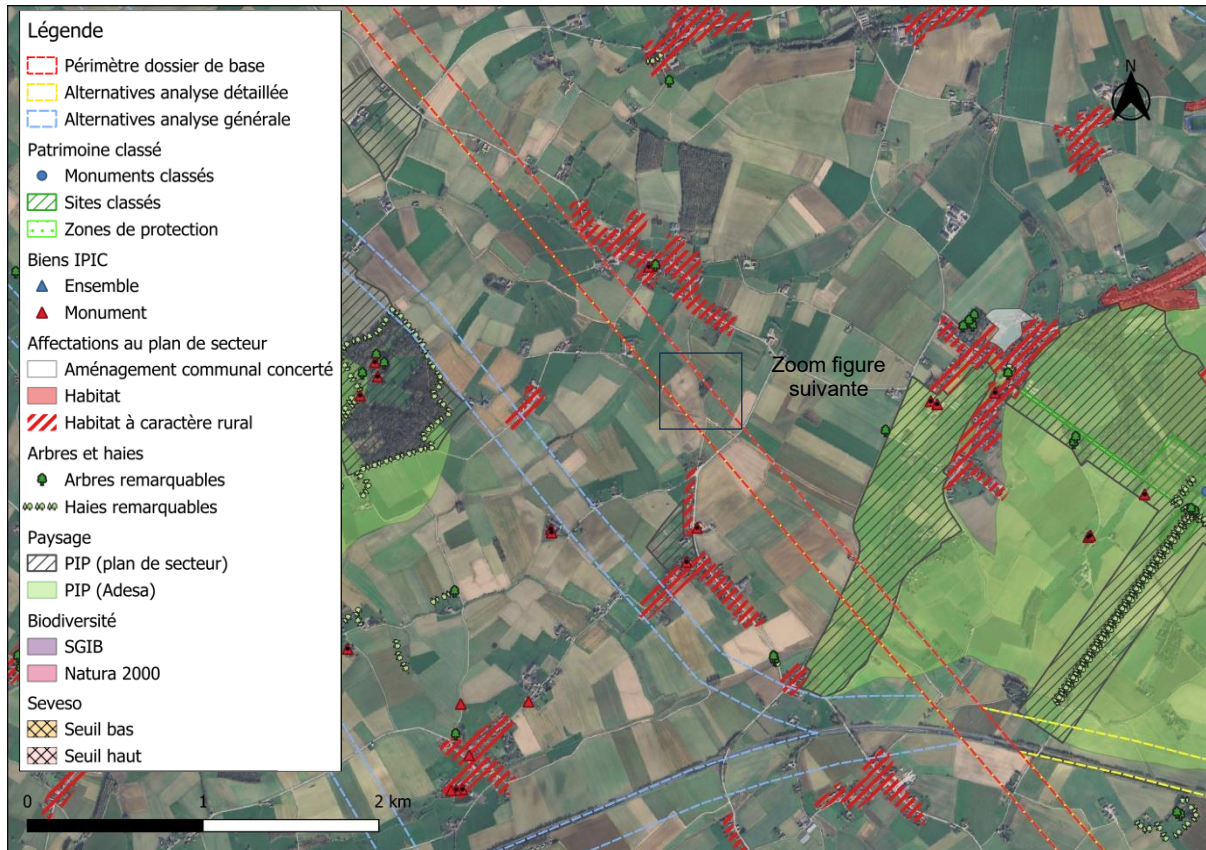 Légende
Périmètre dossier de base
Alternatives analyse détaillée
Alternatives analyse générale
Patrimoine classé
Monuments classés
Sites classés
Zones de protection
Biens IPIC
Ensemble
Monument
Affectations au plan de secteur
Aménagement communal concerté
Habitat
Habitat à caractère rural
Arbres et haies
Arbres remarquables
Haies remarquables
Paysage
PIP (plan de secteur)
PIP (Adesa)
Biodiversité
SGIB
Natura 2000
Seveso
Seuil bas
Seuil haut
0 1 2 km
N
Zoom figure
suivante